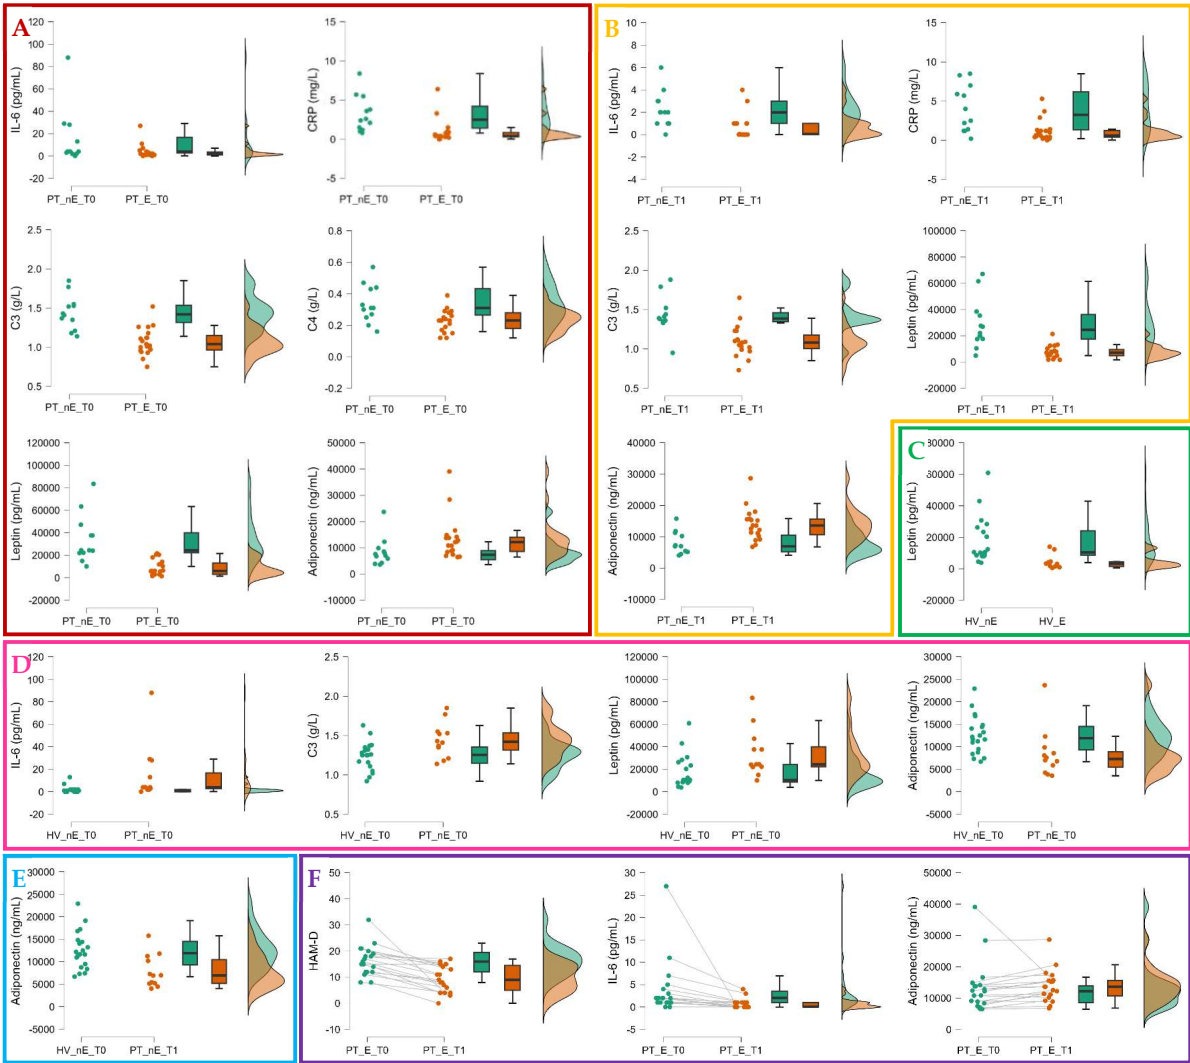 A
IL-6 (pg/mL)
120
100
80
60
40
20
0
-20
PT_nE_T0 PT_E_T0
CRP (mg/L)
15
10
5
0
-5
PT_nE_T0 PT_E_T0
C3 (g/L)
2.5
2.0
1.5
1.0
0.5
PT_nE_T0 PT_E_T0
C4 (g/L)
0.8
0.6
0.4
0.2
0.0
-0.2
PT_nE_T0 PT_E_T0
Leptin (pg/mL)
120000
100000
80000
60000
40000
20000
0
-20000
PT_nE_T0 PT_E_T0
Adiponectin (ng/mL)
50000
40000
30000
20000
10000
0
-10000
PT_nE_T0 PT_E_T0
B
IL-6 (pg/mL)
10
8
6
4
2
0
-2
-4
PT_nE_T1 PT_E_T1
CRP (mg/L)
15
10
5
0
-5
PT_nE_T1 PT_E_T1
C3 (g/L)
2.5
2.0
1.5
1.0
0.5
PT_nE_T1 PT_E_T1
Leptin (pg/mL)
100000
80000
60000
40000
20000
0
-20000
PT_nE_T1 PT_E_T1
Adiponectin (ng/mL)
40000
30000
20000
10000
0
-10000
PT_nE_T1 PT_E_T1
C
Leptin (pg/mL)
80000
60000
40000
20000
0
-20000
HV_nE HV_E
D
IL-6 (pg/mL)
120
100
80
60
40
20
0
-20
HV_nE_T0 PT_nE_T0
C3 (g/L)
2.5
2.0
1.5
1.0
0.5
HV_nE_T0 PT_nE_T0
Leptin (pg/mL)
120000
100000
80000
60000
40000
20000
0
-20000
HV_nE_T0 PT_nE_T0
Adiponectin (ng/mL)
30000
25000
20000
15000
10000
5000
0
-5000
HV_nE_T0 PT_nE_T0
E
Adiponectin (ng/mL)
30000
25000
20000
15000
10000
5000
0
-5000
HV_nE_T0 PT_nE_T1
F
HAM-D
50
40
30
20
10
0
-10
PT_E_T0 PT_E_T1
IL-6 (pg/mL)
30
25
20
15
10
5
0
-5
PT_E_T0 PT_E_T1
Adiponectin (ng/mL)
50000
40000
30000
20000
10000
0
PT_E_T0 PT_E_T1